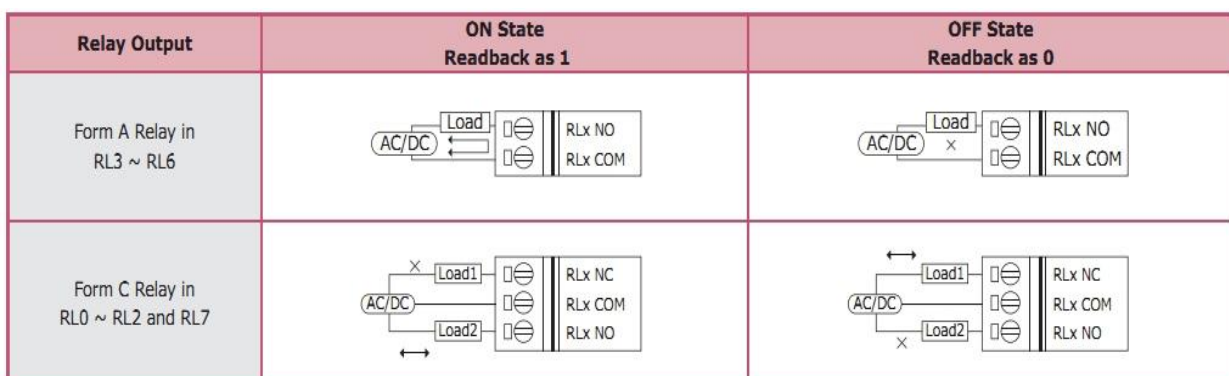 Relay Output
ON State
Readback as 1
OFF State
Readback as 0
Form A Relay in
RL3 ~ RL6
Load
AC/DC
RLx NO
RLx COM
Load
AC/DC
×
RLx NO
RLx COM
Form C Relay in
RL0 ~ RL2 and RL7
×
Load1
RLx NC
AC/DC
RLx COM
Load2
RLx NO
Load1
RLx NC
AC/DC
RLx COM
Load2
×
RLx NO